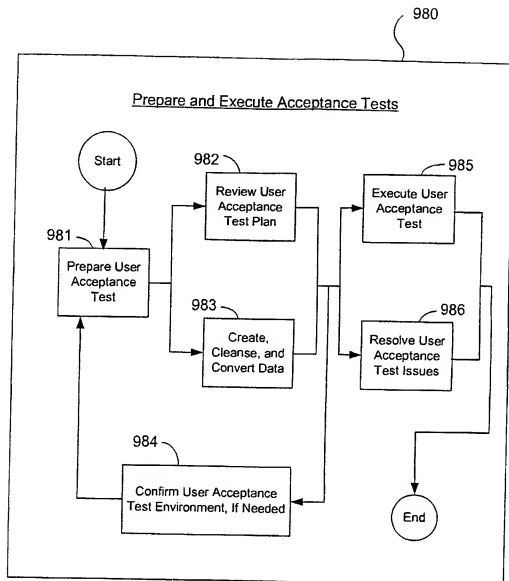 980
Prepare and Execute Acceptance Tests
Start
982
Review User
Acceptance
Test Plan
985
Execute User
Acceptance
Test
981
Prepare User
Acceptance
Test
983
Create,
Cleanse, and
Convert Data
986
Resolve User
Acceptance
Test Issues
984
Confirm User Acceptance
Test Environment, If Needed
End